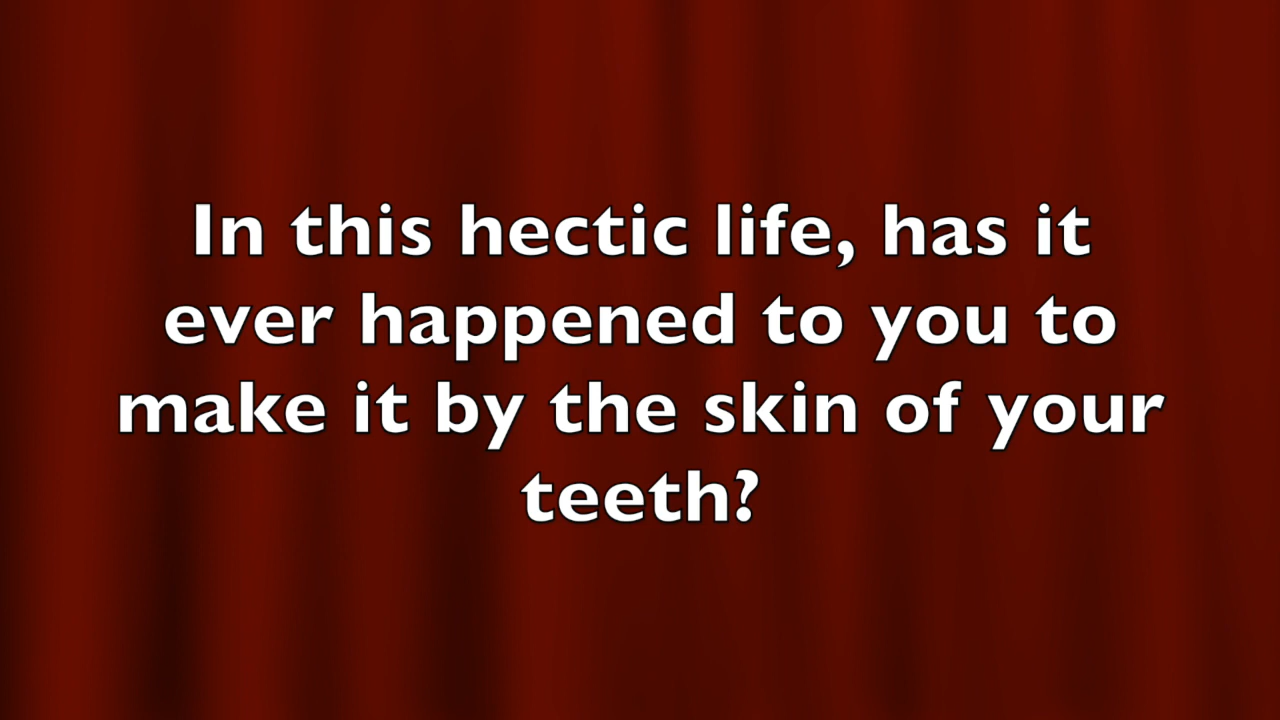 In this hectic life, has it
ever happened to you to
make it by the skin of your
teeth?